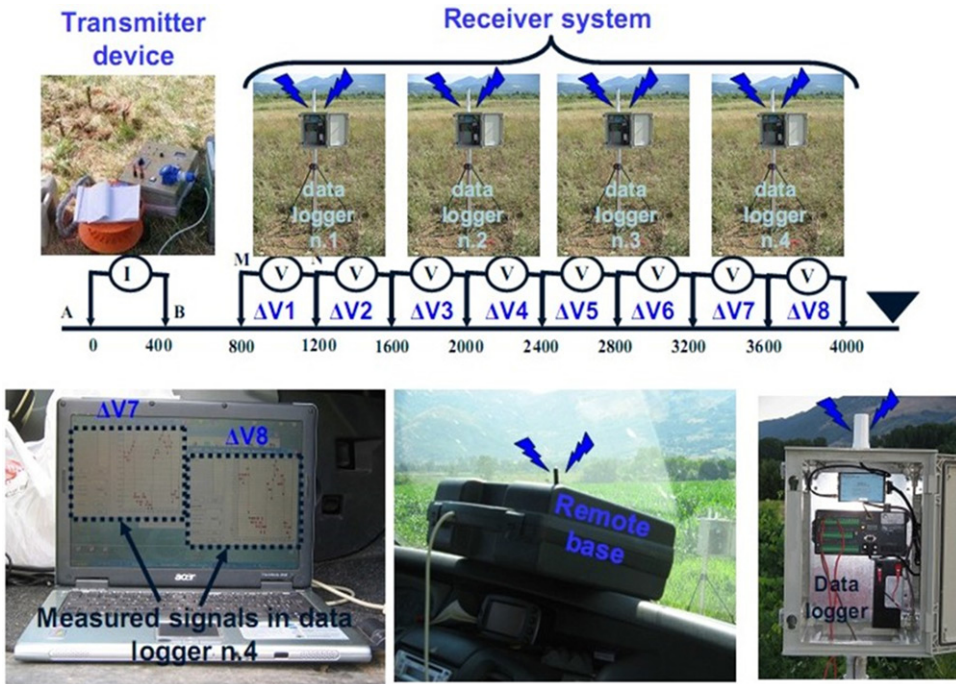 Transmitter
device
Receiver system
data
logger
n.1
data
logger
n.2
data
logger
n.3
data
logger
n.4
M N
I V V V V V V V V
A B
ΔV1 ΔV2 ΔV3 ΔV4 ΔV5 ΔV6 ΔV7 ΔV8
0 400 800 1200 1600 2000 2400 2800 3200 3600 4000
ΔV7
ΔV8
acer
Measured signals in data
logger n.4
Remote
base
Data
logger